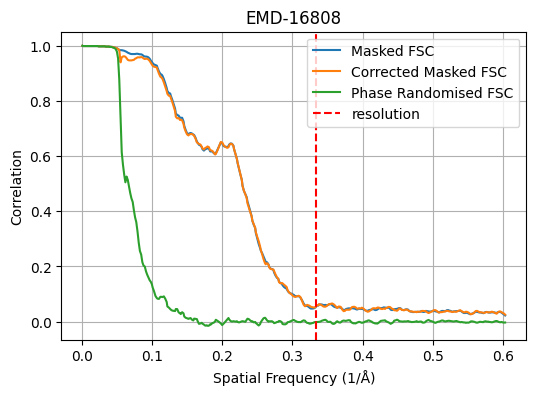 EMD-16808
Masked FSC
Corrected Masked FSC
Phase Randomised FSC
resolution
Correlation
1.0
0.8
0.6
0.4
0.2
0.0
0.0 0.1 0.2 0.3 0.4 0.5 0.6
Spatial Frequency (1/Å)